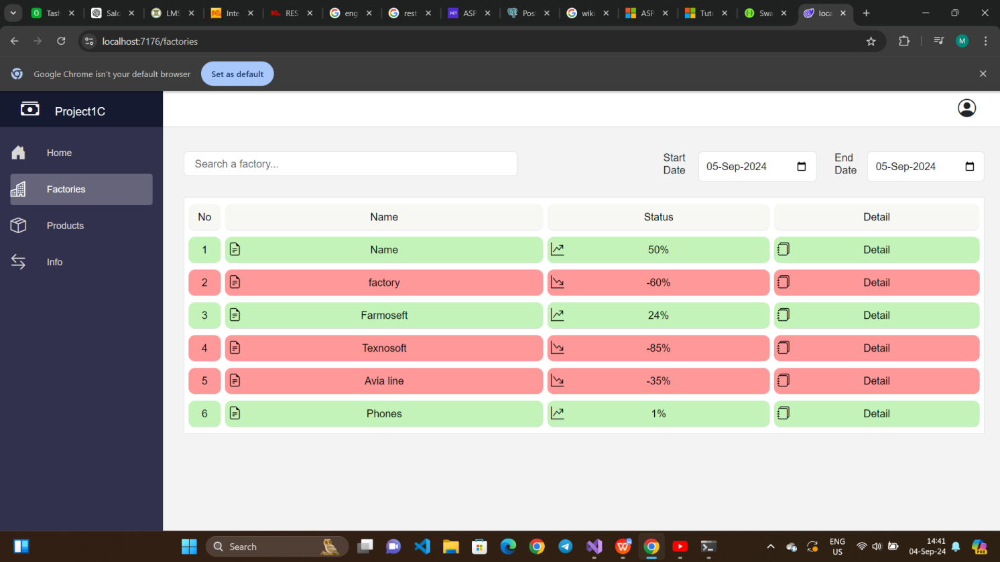 Tash
Salo
LMS
Inte
RES
eng
rest
ASP
Post
wiki
ASP
Tuto
Swa
loca
localhost:7176/factories
M
Google Chrome isn't your default browser
Set as default
Project1C
Home
Factories
Products
Info
Search a factory...
Start Date
05-Sep-2024
End Date
05-Sep-2024
No Name Status Detail
1 Name 50% Detail
2 factory -60% Detail
3 Farmoseft 24% Detail
4 Texnosoft -85% Detail
5 Avia line -35% Detail
6 Phones 1% Detail
Search
ENG
US
14:41
04-Sep-24
PRE